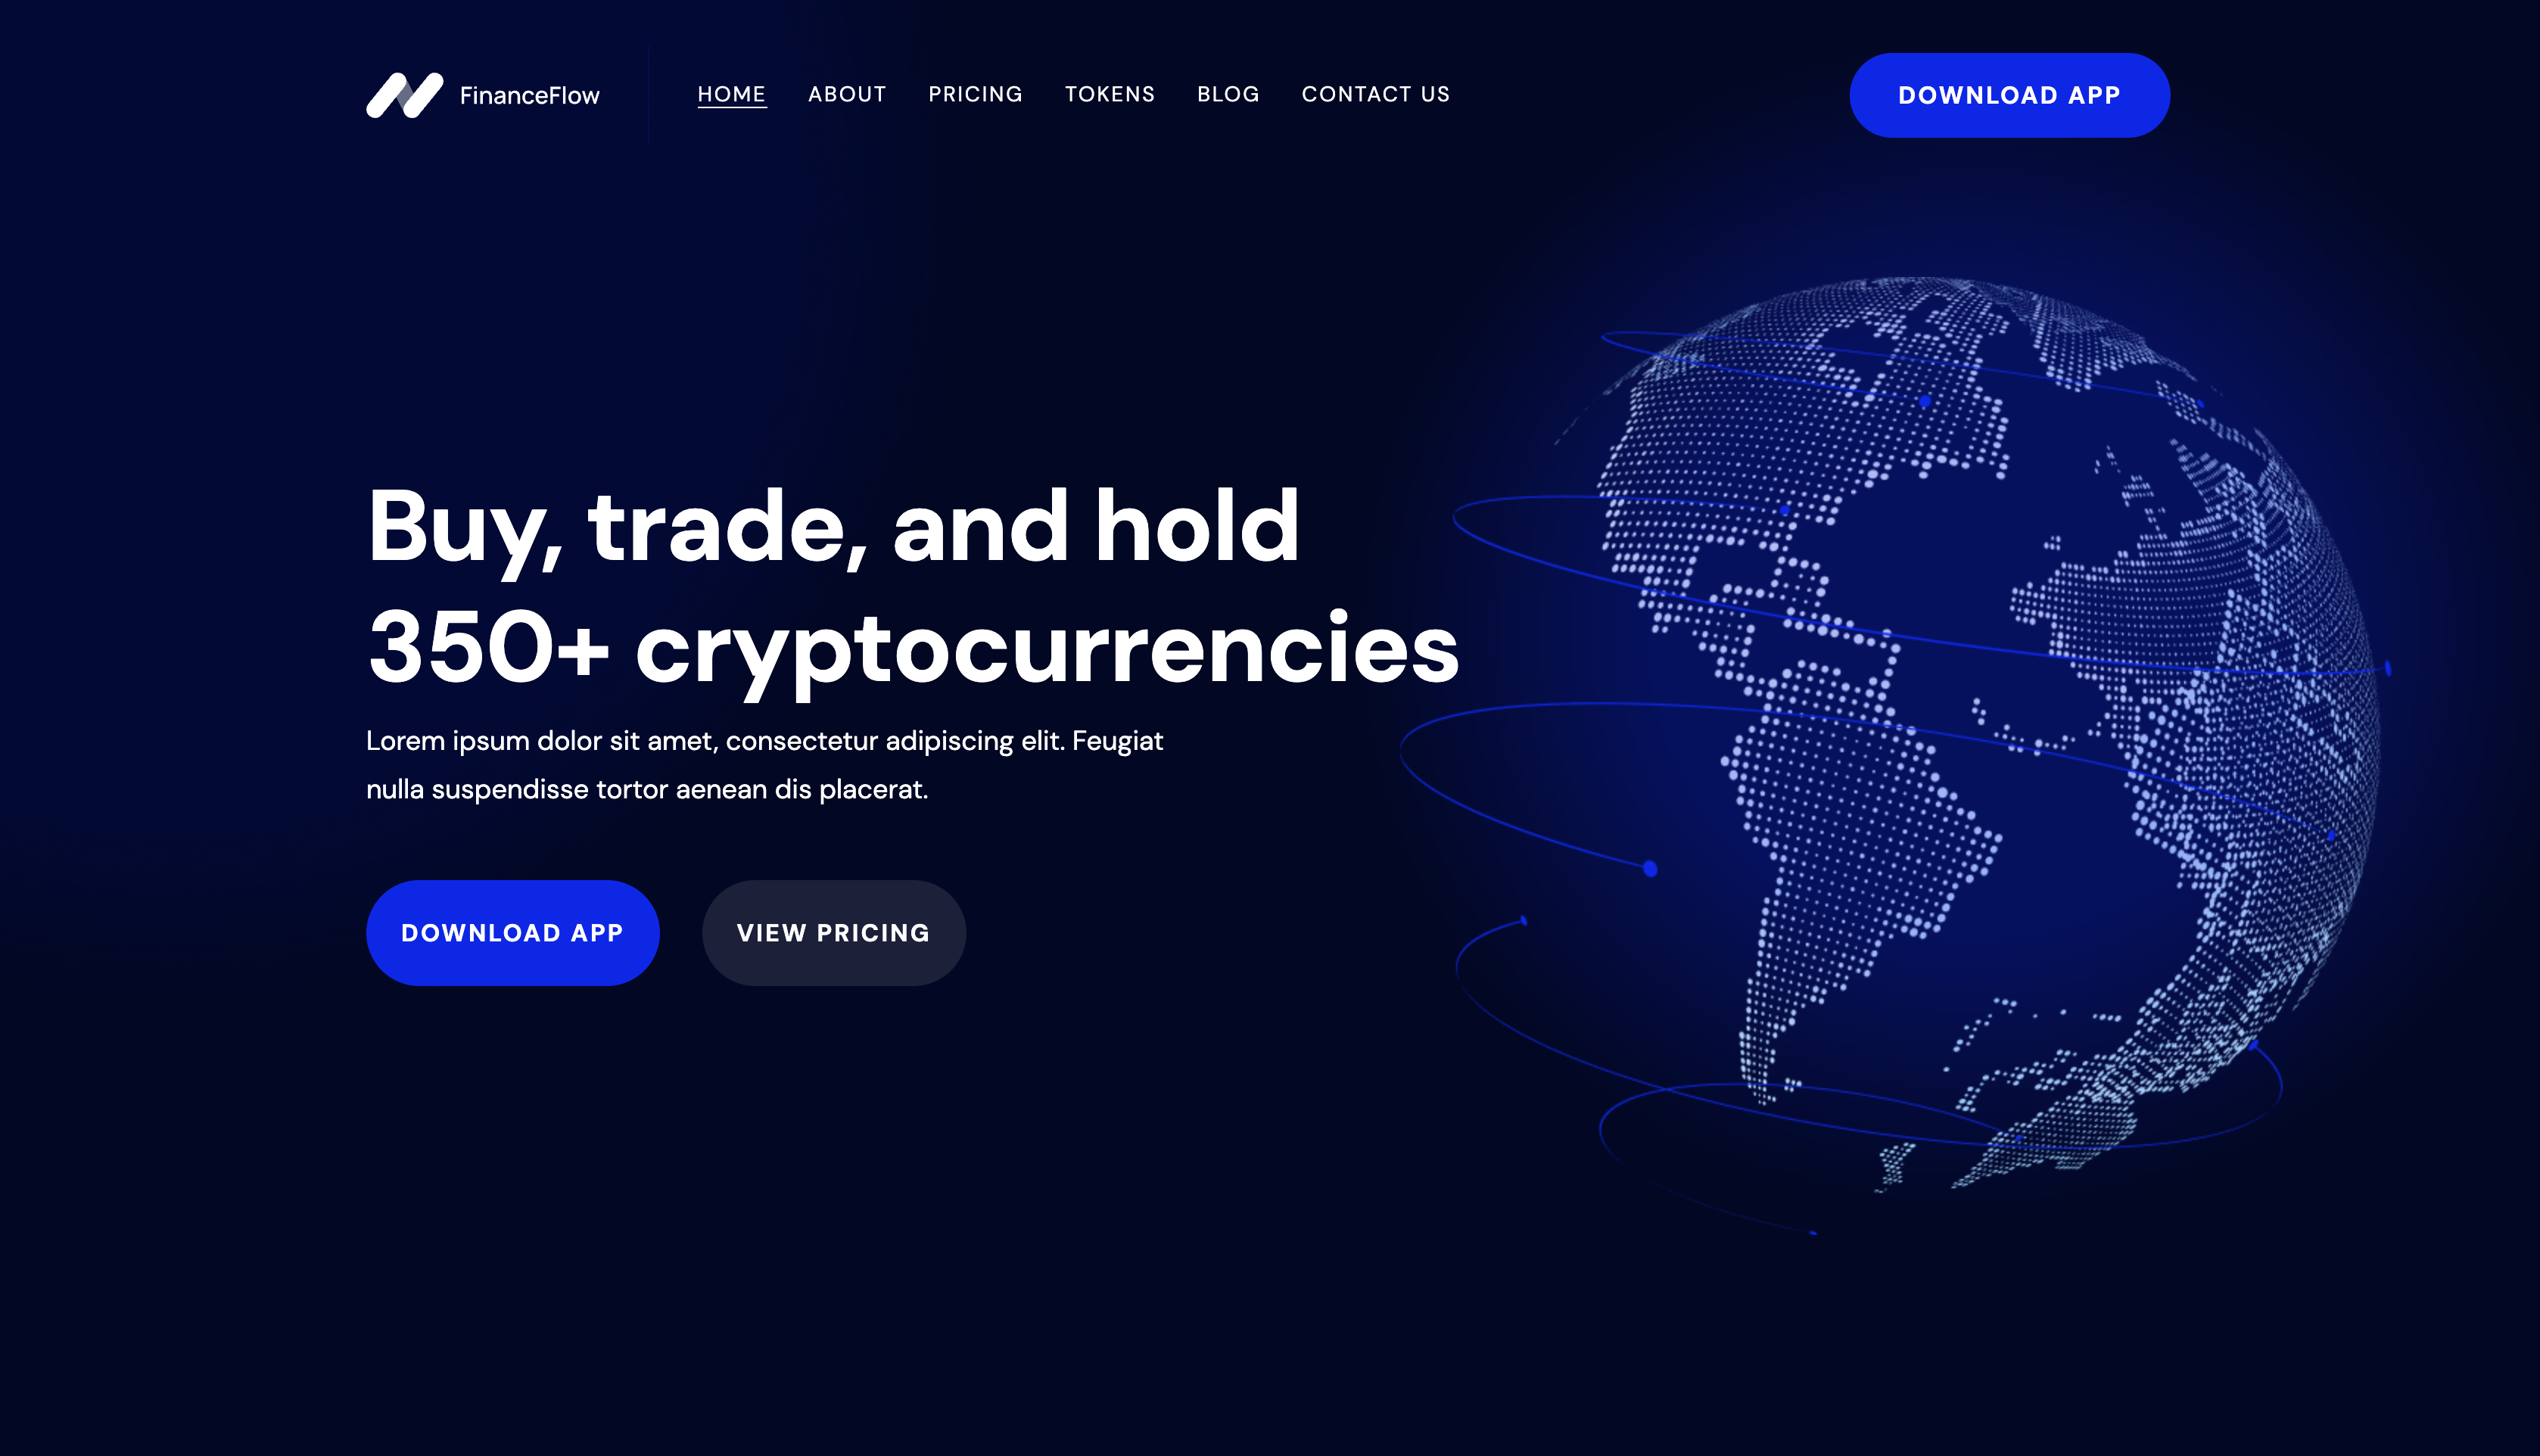 FinanceFlow
HOME ABOUT PRICING TOKENS BLOG CONTACT US
DOWNLOAD APP
Buy, trade, and hold
350+ cryptocurrencies
Lorem ipsum dolor sit amet, consectetur adipiscing elit. Feugiat
nulla suspendisse tortor aenean dis placerat.
DOWNLOAD APP
VIEW PRICING